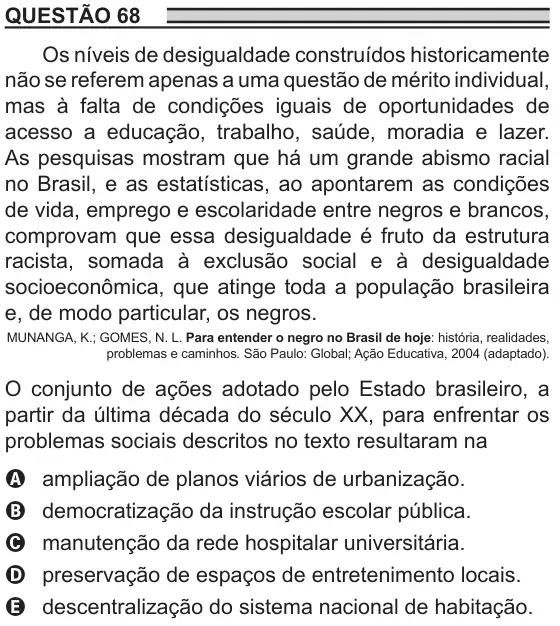 QUESTÃO 68
Os níveis de desigualdade construídos historicamente
não se referem apenas a uma questão de mérito individual,
mas à falta de condições iguais de oportunidades de
acesso a educação, trabalho, saúde, moradia e lazer.
As pesquisas mostram que há um grande abismo racial
no Brasil, e as estatísticas, ao apontarem as condições
de vida, emprego e escolaridade entre negros e brancos,
comprovam que essa desigualdade é fruto da estrutura
racista, somada à exclusão social e à desigualdade
socioeconômica, que atinge toda a população brasileira
e, de modo particular, os negros.
MUNANGA, K.; GOMES, N. L. Para entender o negro no Brasil de hoje: história, realidades,
problemas e caminhos. São Paulo: Global; Ação Educativa, 2004 (adaptado).
O conjunto de ações adotado pelo Estado brasileiro, a
partir da última década do século XX, para enfrentar os
problemas sociais descritos no texto resultaram na
A ampliação de planos viários de urbanização.
B democratização da instrução escolar pública.
C manutenção da rede hospitalar universitária.
D preservação de espaços de entretenimento locais.
E descentralização do sistema nacional de habitação.